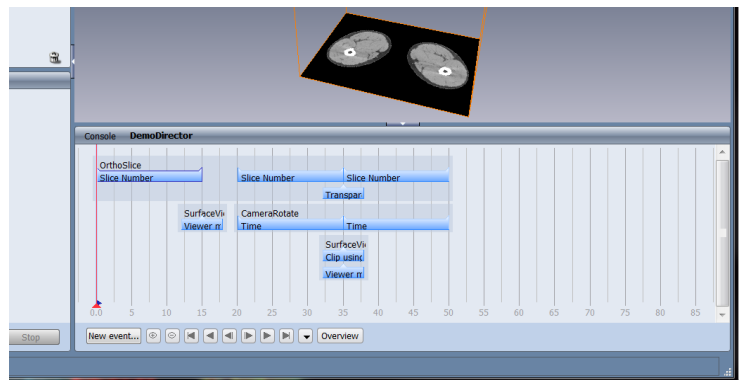 Console DemoDirector
OrthoSlice
Slice Number Slice Number Slice Number
Transpar
SurfaceVi CameraRotate
Viewer m Time Time
SurfaceVi
Clip using
Viewer m
0.0 5 10 15 20 25 30 35 40 45 50 55 60 65 70 75 80 85
Stop New event... Overview